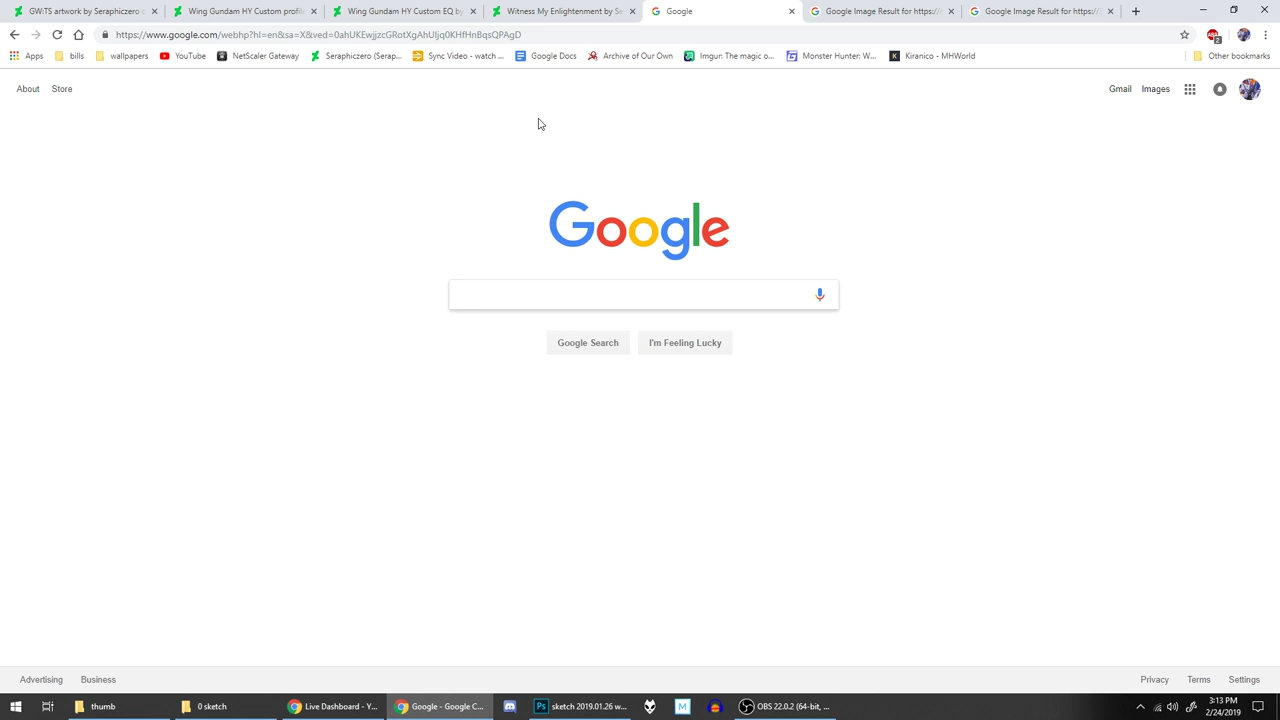 GW:TS artwork by Seraphiczero
Wing Gundam HY Custom profile
Wing Gundam HY Custom EQ by
Witness My Enlightenment by Se
Google
Google Image Result for https://
Google Image Result for https://
https://www.google.com/webhp?hl=en&sa=X&ved=0ahUKEwjjzcGRotXgAhUljq0KHfHnBqsQPAgD
Apps
bills
wallpapers
YouTube
NetScaler Gateway
Seraphiczero (Serap...
Sync Video - watch ...
Google Docs
Archive of Our Own
Imgur: The magic o...
Monster Hunter: W...
Kiranico - MHWorld
Other bookmarks
About
Store
Gmail
Images
Google
Google Search
I'm Feeling Lucky
Advertising
Business
Privacy
Terms
Settings
thumb
0 sketch
Live Dashboard - Y...
Google - Google C...
sketch 2019.01.26 w...
OBS 22.0.2 (64-bit, ...
3:13 PM
2/24/2019